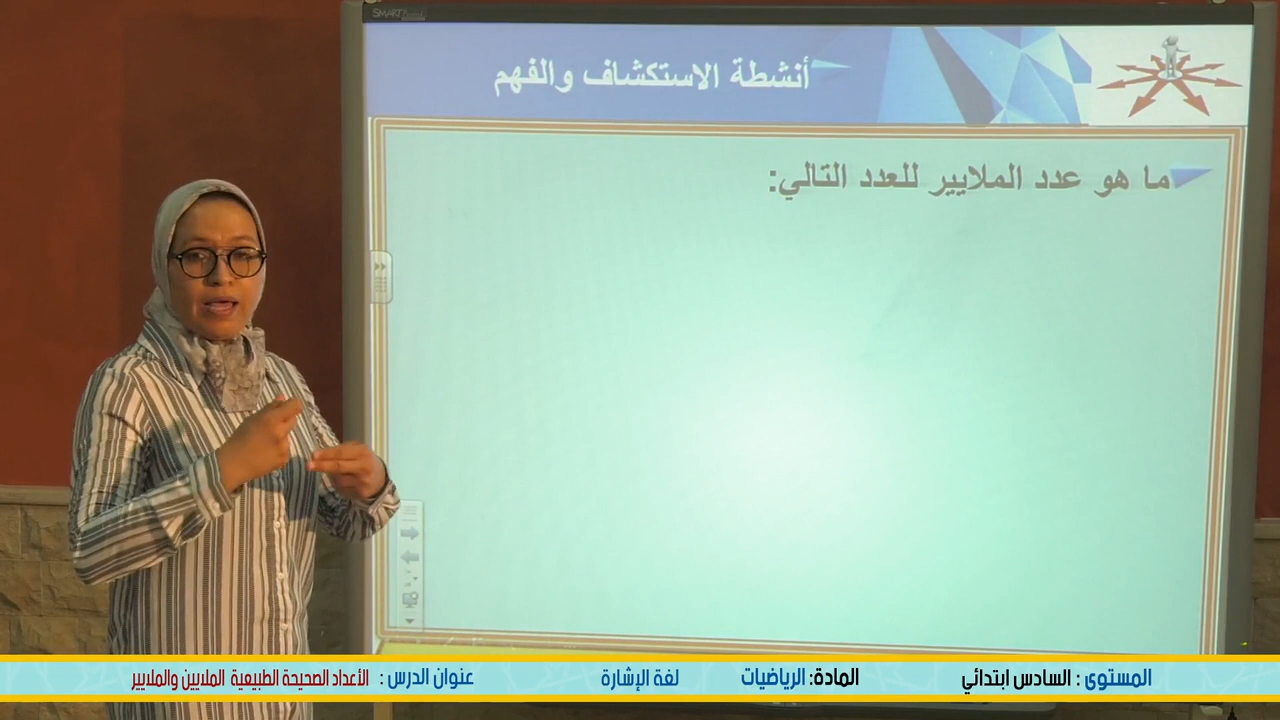 SMART
أنشطة الاستكشاف والفهم
ما هو عدد الملايير للعدد التالي:
المستوى : السادس ابتدائي المادة: الرياضيات لغة الإشارة عنوان الدرس : الأعداد الصحيحة الطبيعية الملايين والملايير